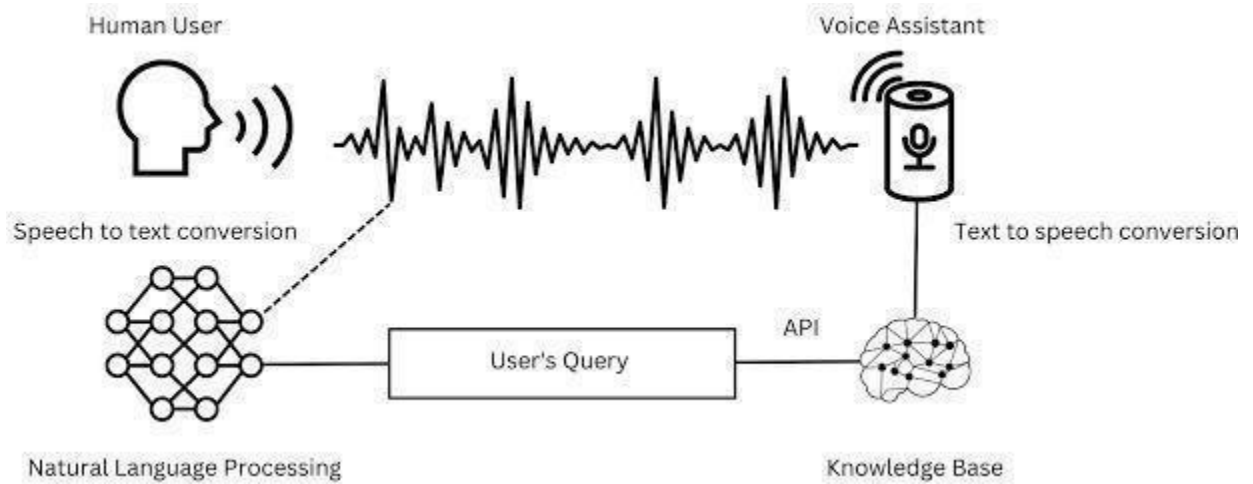 Human User
Voice Assistant
Speech to text conversion
Text to speech conversion
API
User's Query
Natural Language Processing
Knowledge Base